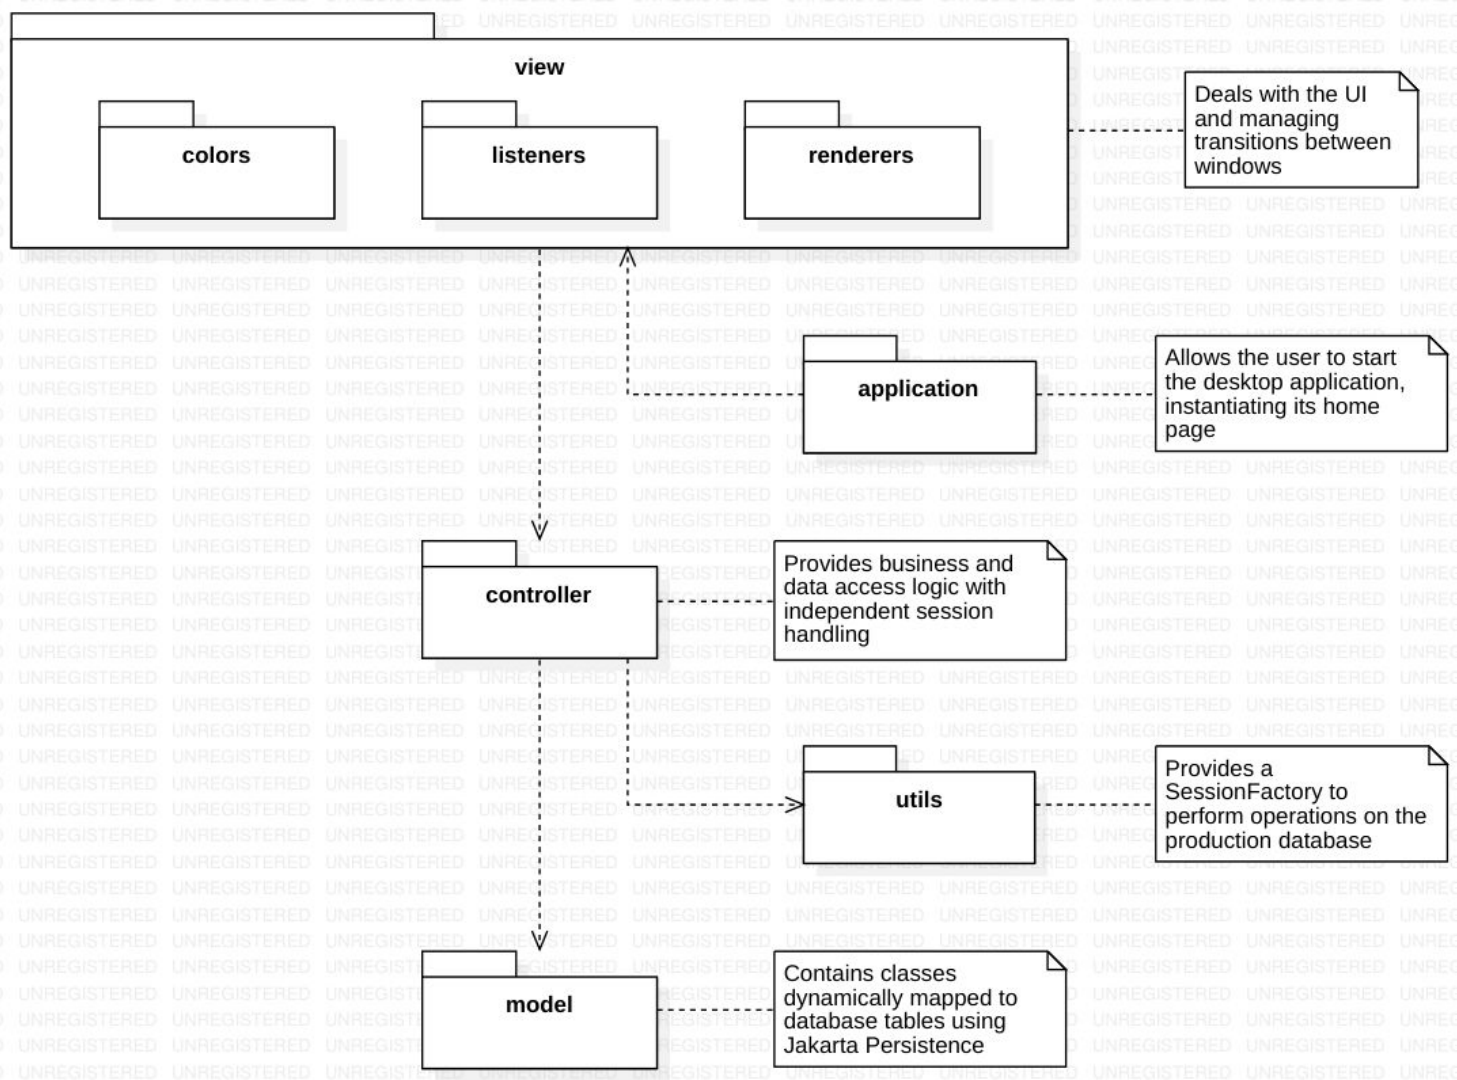 view
colors
listeners
renderers
Deals with the UI
and managing
transitions between
windows
application
Allows the user to start
the desktop application,
instantiating its home
page
controller
Provides business and
data access logic with
independent session
handling
utils
Provides a
SessionFactory to
perform operations on the
production database
model
Contains classes
dynamically mapped to
database tables using
Jakarta Persistence
UNREGISTERED